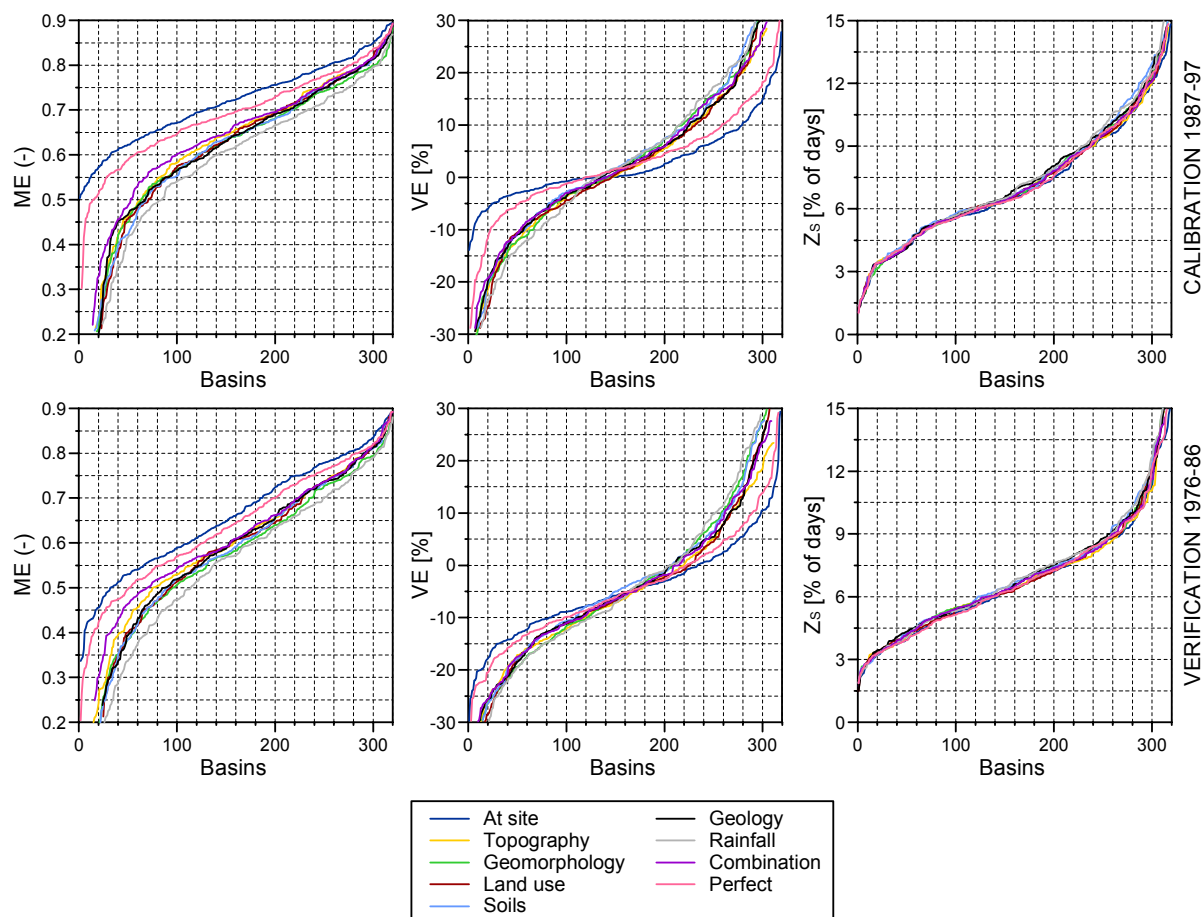 0.9
0.8
0.7
0.6
0.5
0.4
0.3
0.2
ME (-)
0 100 200 300
Basins
30
20
10
0
-10
-20
-30
VE [%]
0 100 200 300
Basins
15
12
9
6
3
0
Zs [% of days]
0 100 200 300
Basins
CALIBRATION 1987-97
0.9
0.8
0.7
0.6
0.5
0.4
0.3
0.2
ME (-)
0 100 200 300
Basins
30
20
10
0
-10
-20
-30
VE [%]
0 100 200 300
Basins
15
12
9
6
3
0
Zs [% of days]
0 100 200 300
Basins
VERIFICATION 1976-86
At site
Topography
Geomorphology
Land use
Soils
Geology
Rainfall
Combination
Perfect